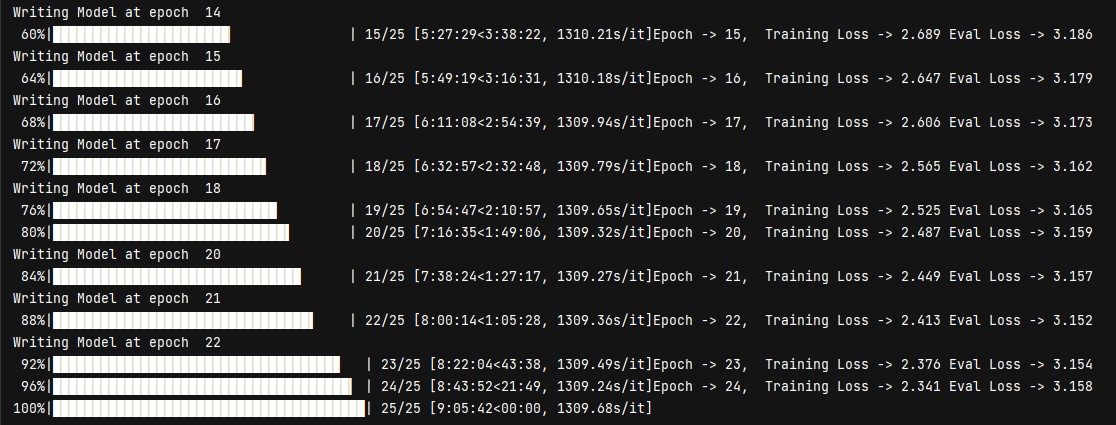 Writing Model at epoch  14
60%| | 15/25 [5:27:29<3:38:22, 1310.21s/it]Epoch -> 15,  Training Loss -> 2.689 Eval Loss -> 3.186
Writing Model at epoch  15
64%| | 16/25 [5:49:19<3:16:31, 1310.18s/it]Epoch -> 16,  Training Loss -> 2.647 Eval Loss -> 3.179
Writing Model at epoch  16
68%| | 17/25 [6:11:08<2:54:39, 1309.94s/it]Epoch -> 17,  Training Loss -> 2.606 Eval Loss -> 3.173
Writing Model at epoch  17
72%| | 18/25 [6:32:57<2:32:48, 1309.79s/it]Epoch -> 18,  Training Loss -> 2.565 Eval Loss -> 3.162
Writing Model at epoch  18
76%| | 19/25 [6:54:47<2:10:57, 1309.65s/it]Epoch -> 19,  Training Loss -> 2.525 Eval Loss -> 3.165
80%| | 20/25 [7:16:35<1:49:06, 1309.32s/it]Epoch -> 20,  Training Loss -> 2.487 Eval Loss -> 3.159
Writing Model at epoch  20
84%| | 21/25 [7:38:24<1:27:17, 1309.27s/it]Epoch -> 21,  Training Loss -> 2.449 Eval Loss -> 3.157
Writing Model at epoch  21
88%| | 22/25 [8:00:14<1:05:28, 1309.36s/it]Epoch -> 22,  Training Loss -> 2.413 Eval Loss -> 3.152
Writing Model at epoch  22
92%| | 23/25 [8:22:04<43:38, 1309.49s/it]Epoch -> 23,  Training Loss -> 2.376 Eval Loss -> 3.154
96%| | 24/25 [8:43:52<21:49, 1309.24s/it]Epoch -> 24,  Training Loss -> 2.341 Eval Loss -> 3.158
100%| | 25/25 [9:05:42<00:00, 1309.68s/it]